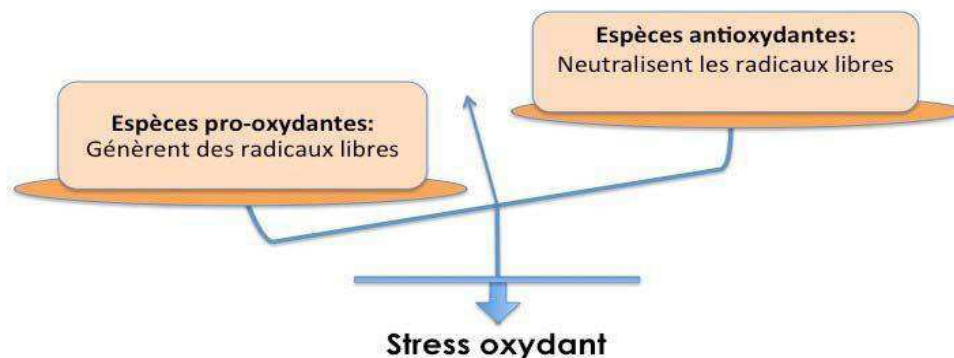 Espèces antioxydantes:
Neutralisent les radicaux libres
Espèces pro-oxydantes:
Génèrent des radicaux libres
Stress oxydant